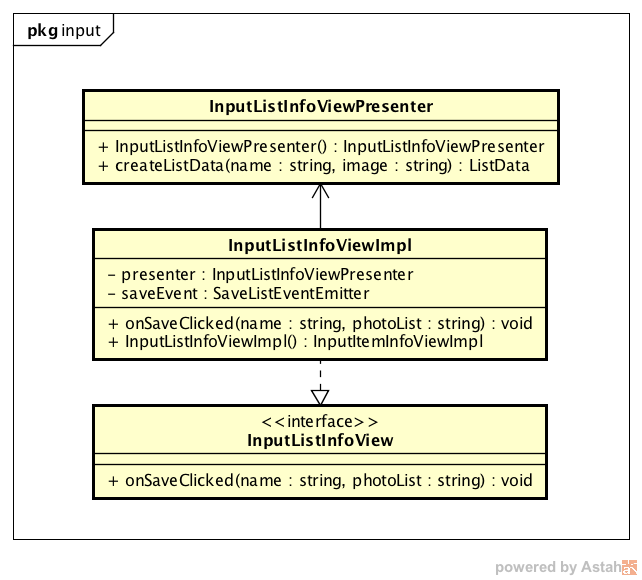 pkg input
InputListInfoViewPresenter
+ InputListInfoViewPresenter() : InputListInfoViewPresenter
+ createListData(name : string, image : string) : ListData
InputListInfoViewImpl
- presenter : InputListInfoViewPresenter
- saveEvent : SaveListEventEmitter
+ onSaveClicked(name : string, photoList : string) : void
+ InputListInfoViewImpl() : InputItemInfoViewImpl
<<interface>>
InputListInfoView
+ onSaveClicked(name : string, photoList : string) : void
powered by Astah